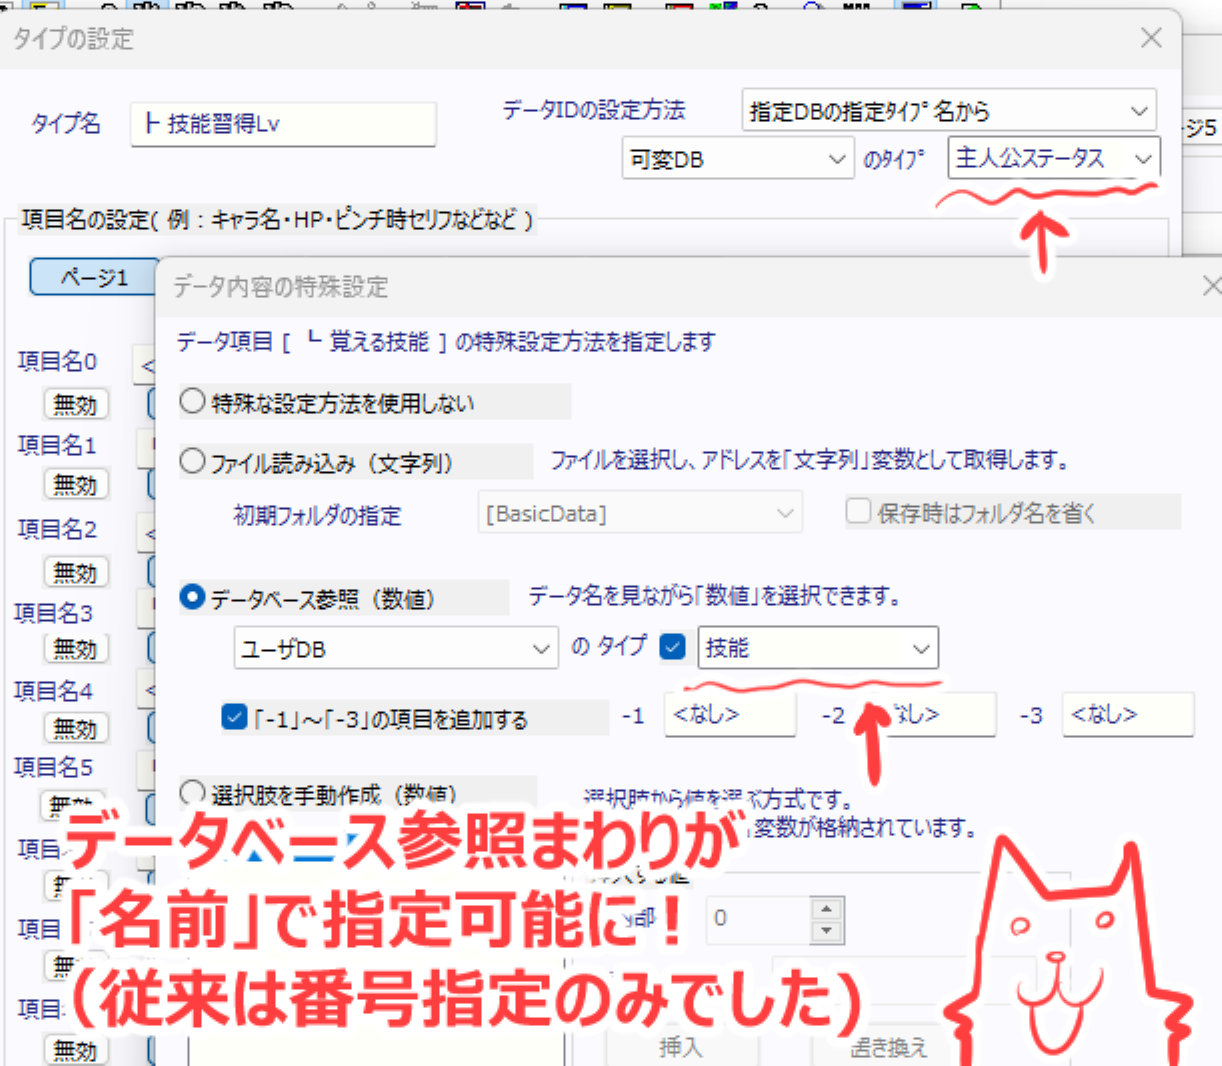 タイプの設定
タイプ名
┣ 技能習得Lv
データIDの設定方法
指定DBの指定ﾀｲﾌﾟ名から
可変DB
のﾀｲﾌﾟ
主人公ステータス
ジ5
項目名の設定( 例 : キャラ名・HP・ピンチ時セリフなどなど )
ページ1
データ内容の特殊設定
データ項目 [ ┗ 覚える技能 ] の特殊設定方法を指定します
項目名0
無効
特殊な設定方法を使用しない
項目名1
無効
ファイル読み込み（文字列）
ファイルを選択し、アドレスを「文字列」変数として取得します。
初期フォルダの指定
[BasicData]
保存時はフォルダ名を省く
項目名2
無効
データベース参照（数値）
データ名を見ながら「数値」を選択できます。
項目名3
無効
ユーザDB
の タイプ
技能
項目名4
無効
「-1」～「-3」の項目を追加する
-1
<なし>
-2
なし>
-3
<なし>
項目名5
選択肢を手動作成（数値）
選択肢から値を選ぶ方式です。
変数が格納されています。
データベース参照まわりが
「名前」で指定可能に！
（従来は番号指定のみでした）
項目
項目
項目
0
無効
挿入
置き換え